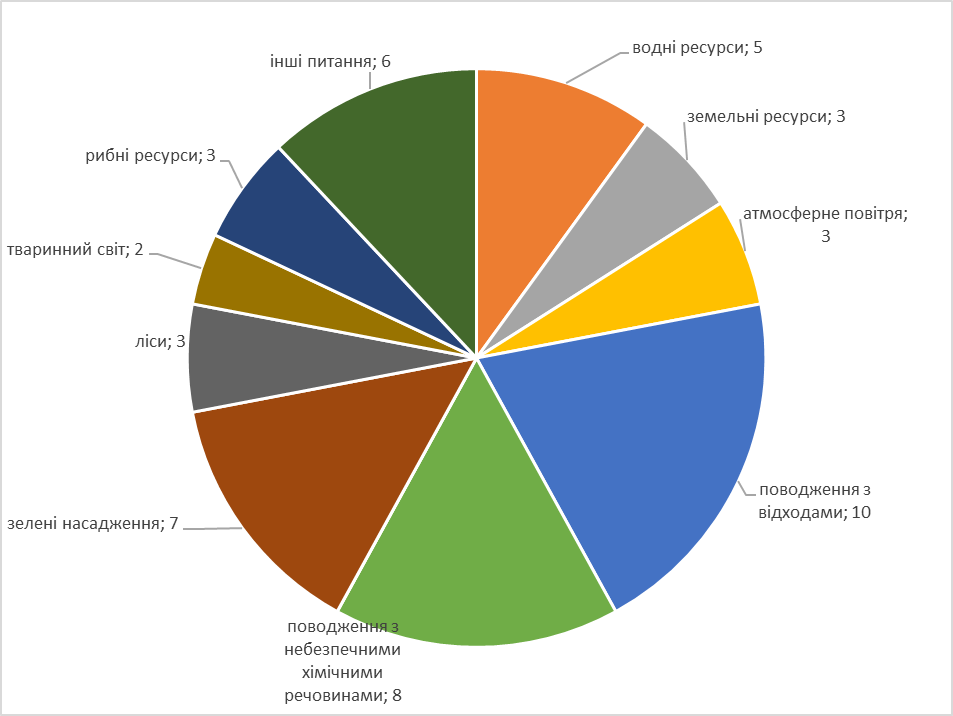 інші питання; 6
водні ресурси; 5
земельні ресурси; 3
рибні ресурси; 3
атмосферне повітря;
3
тваринний світ; 2
ліси; 3
поводження з
відходами; 10
зелені насадження; 7
поводження з
небезпечними
хімічними
речовинами; 8